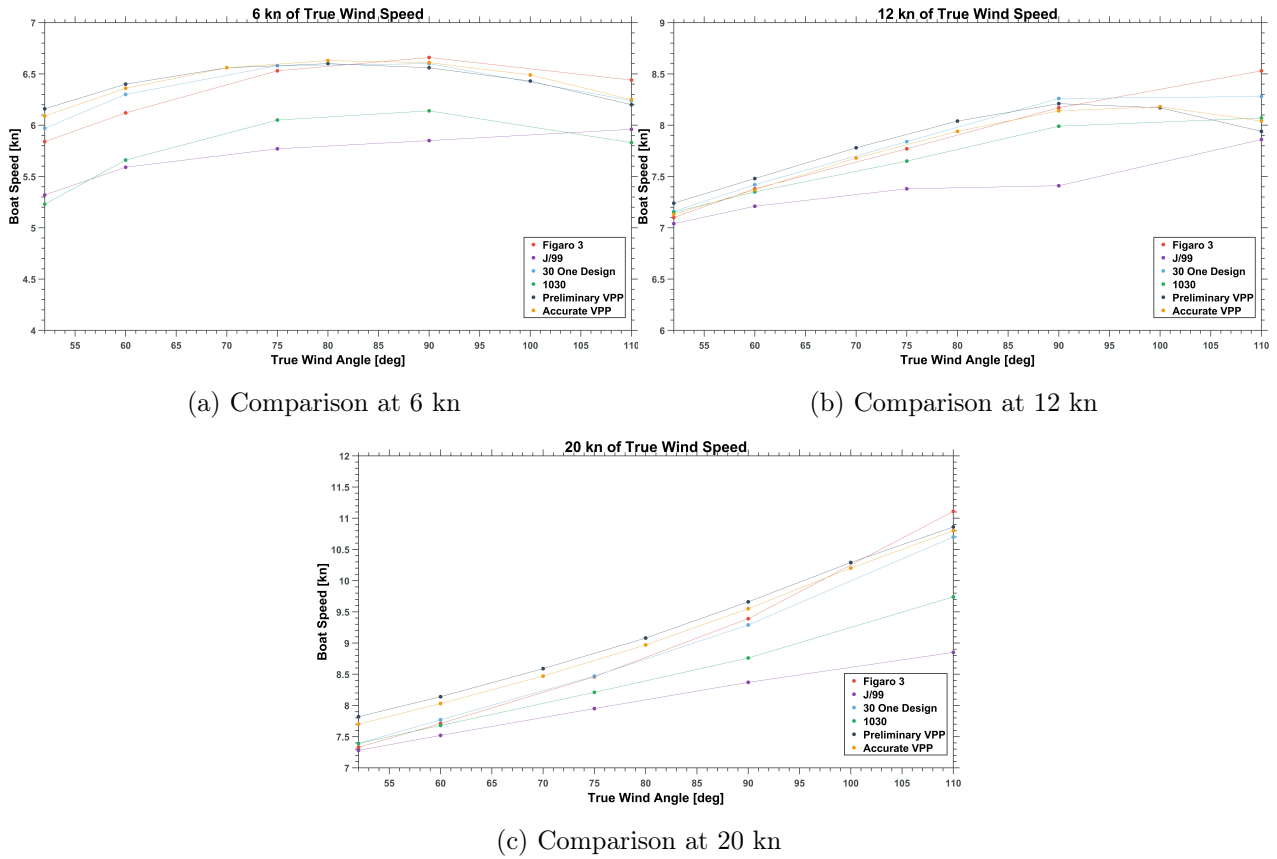 6 kn of True Wind Speed
7
6.5
6
5.5
5
4.5
4
Boat Speed [kn]
55 60 65 70 75 80 85 90 95 100 105 110
True Wind Angle [deg]
Figaro 3
J/99
30 One Design
1030
Preliminary VPP
Accurate VPP
(a) Comparison at 6 kn
12 kn of True Wind Speed
9
8.5
8
7.5
7
6.5
6
Boat Speed [kn]
55 60 65 70 75 80 85 90 95 100 105 110
True Wind Angle [deg]
Figaro 3
J/99
30 One Design
1030
Preliminary VPP
Accurate VPP
(b) Comparison at 12 kn
20 kn of True Wind Speed
12
11.5
11
10.5
10
9.5
9
8.5
8
7.5
7
Boat Speed [kn]
55 60 65 70 75 80 85 90 95 100 105 110
True Wind Angle [deg]
Figaro 3
J/99
30 One Design
1030
Preliminary VPP
Accurate VPP
(c) Comparison at 20 kn